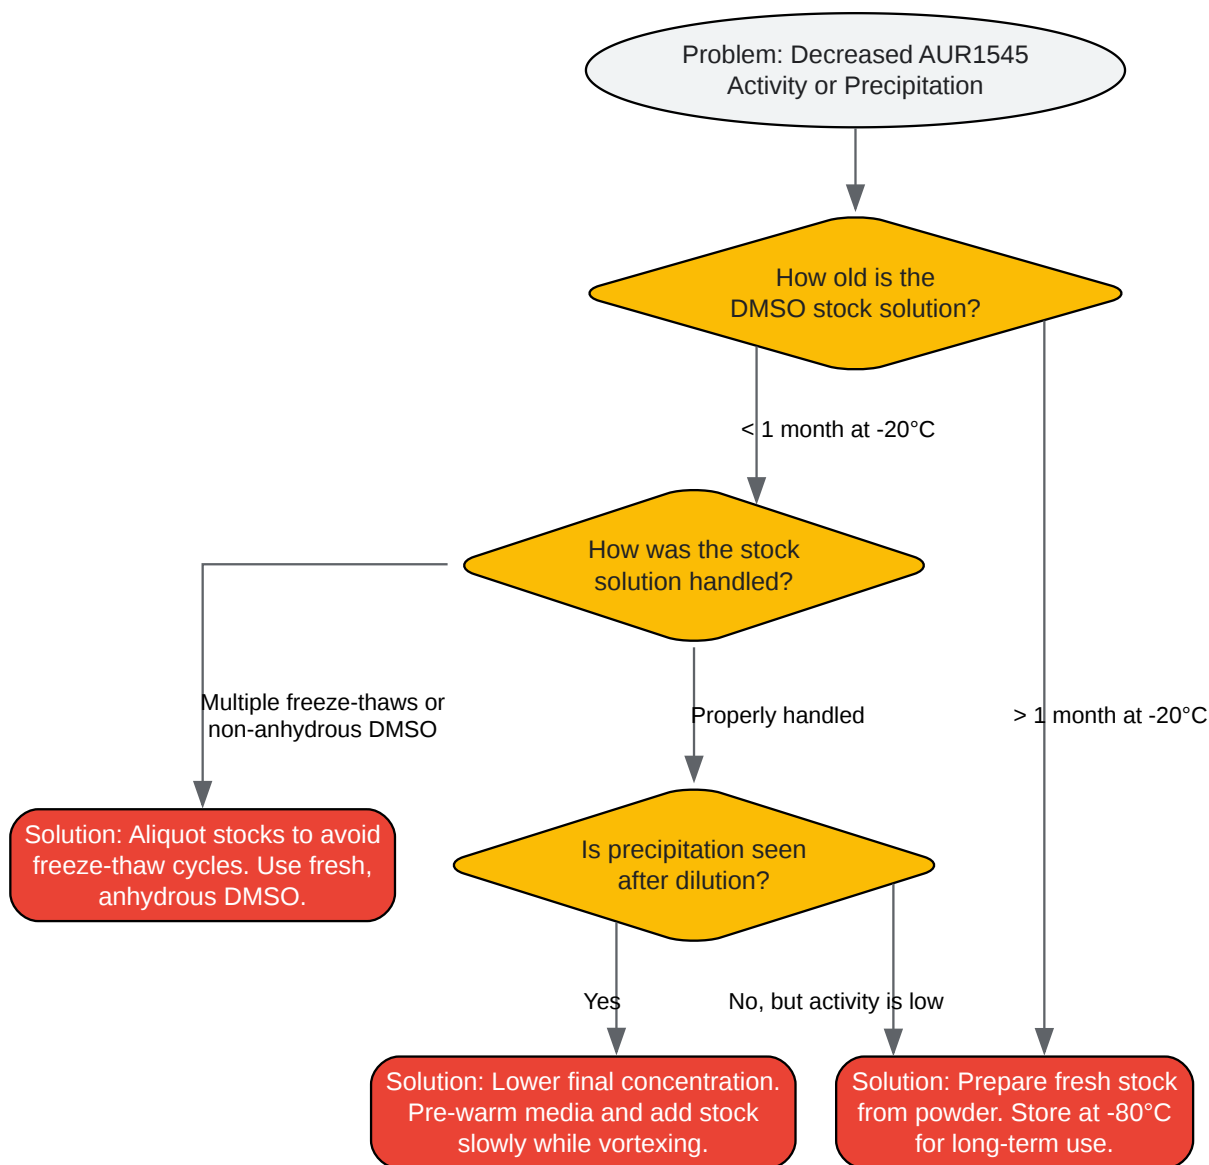 Problem: Decreased AUR1545
Activity or Precipitation
How old is the
DMSO stock solution?
< 1 month at -20°C
How was the stock
solution handled?
Multiple freeze-thaws or
non-anhydrous DMSO
Properly handled
> 1 month at -20°C
Solution: Aliquot stocks to avoid
freeze-thaw cycles. Use fresh,
anhydrous DMSO.
Is precipitation seen
after dilution?
Yes
No, but activity is low
Solution: Lower final concentration.
Pre-warm media and add stock
slowly while vortexing.
Solution: Prepare fresh stock
from powder. Store at -80°C
for long-term use.